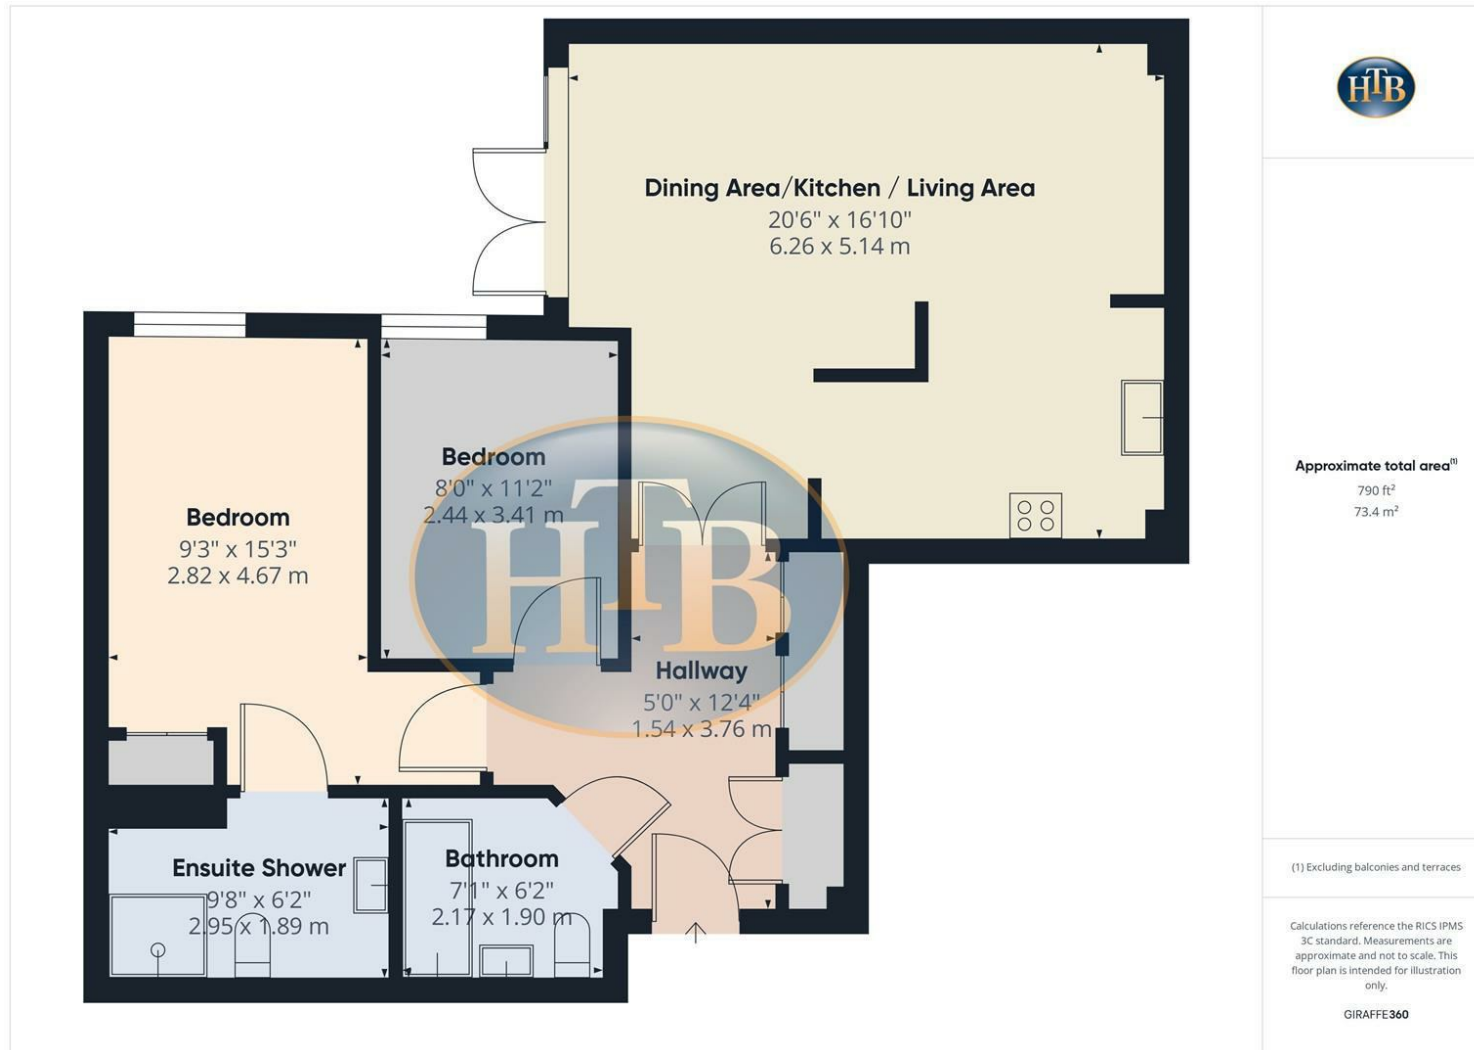 Dining Area/Kitchen / Living Area
20'6" x 16'10"
6.26 x 5.14 m
Bedroom
8'0" x 11'2"
2.44 x 3.41 m
Bedroom
9'3" x 15'3"
2.82 x 4.67 m
HTB
Hallway
5'0" x 12'4"
1.54 x 3.76 m
Ensuite Shower
9'8" x 6'2"
2.95 x 1.89 m
Bathroom
7'1" x 6'2"
2.17 x 1.90 m
HTB
Approximate total area(1)
790 ft²
73.4 m²
(1) Excluding balconies and terraces
Calculations reference the RICS IPMS
3C standard. Measurements are
approximate and not to scale. This
floor plan is intended for illustration
only.
GIRAFFE360